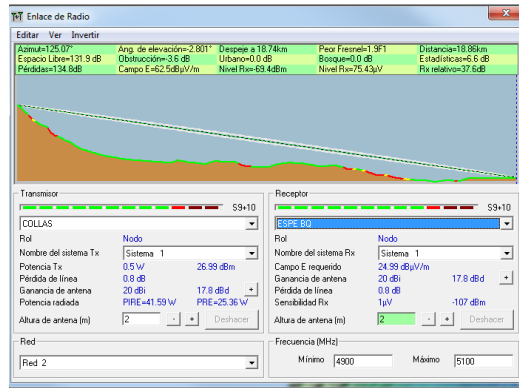 Enlace de Radio
Editar Ver Invertir
Azimut=125.07° Ang. de elevación=-2.801° Despeje a 18.74km Peor Fresnel=1.9F1 Distancia=18.86km
Espacio Libre=131.9 dB Obstrucción=-3.6 dB Urbano=0.0 dB Bosque=0.0 dB Estadísticas=6.6 dB
Pérdidas=134.8dB Campo E=62.5dBµV/m Nivel Rx=-69.4dBm Nivel Rx=75.43µV Rx relativo=37.6dB
Transmisor
S9+10
COLLAS
Rol Nodo
Nombre del sistema Tx Sistema 1
Potencia Tx 0.5 W 26.99 dBm
Pérdida de línea 0.8 dB
Ganancia de antena 20 dBi 17.8 dBd +
Potencia radiada PIRE=41.59 W PRE=25.36 W
Altura de antena (m) 2 - + Deshacer
Receptor
S9+10
ESPE BQ
Rol Nodo
Nombre del sistema Rx Sistema 1
Campo E requerido 24.99 dBµV/m
Ganancia de antena 20 dBi 17.8 dBd +
Pérdida de línea 0.8 dB
Sensibilidad Rx 1µV -107 dBm
Altura de antena (m) 2 - + Deshacer
Red
Red 2
Frecuencia (MHz)
Mínimo 4900 Máximo 5100